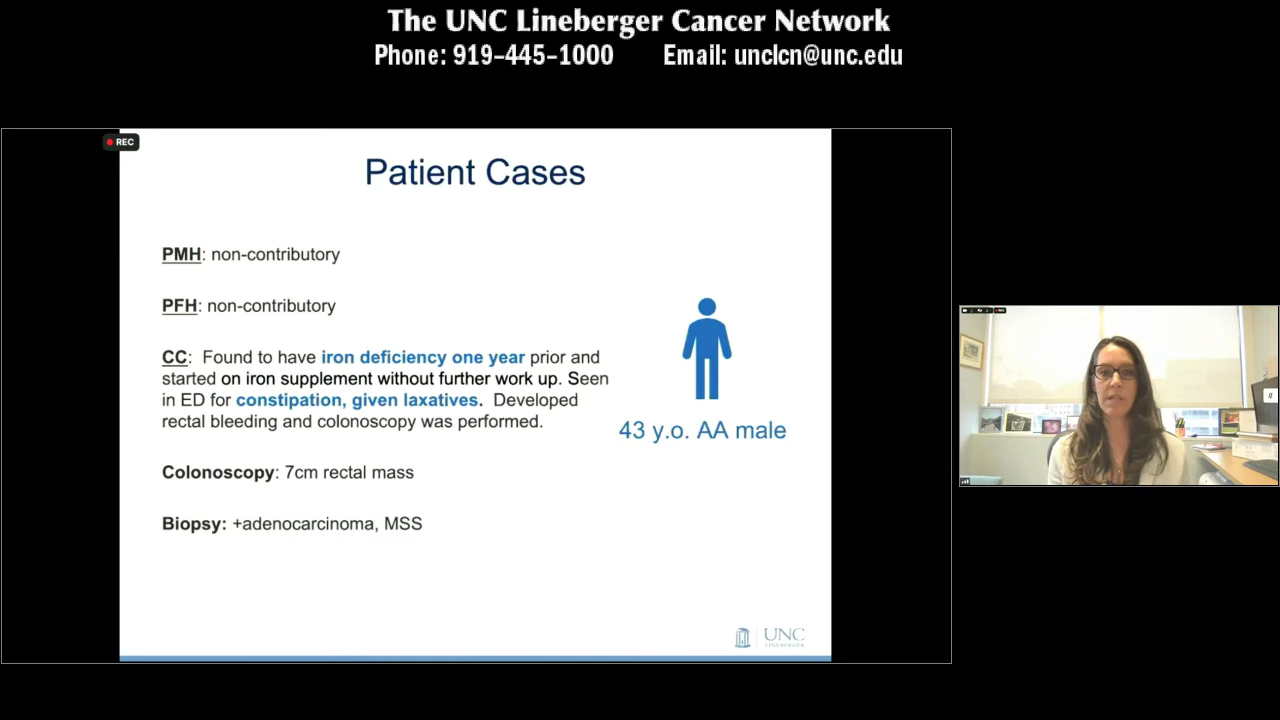 The UNC Lineberger Cancer Network
Phone: 919-445-1000 Email: unclcn@unc.edu
REC
Patient Cases
PMH: non-contributory
PFH: non-contributory
CC: Found to have iron deficiency one year prior and
started on iron supplement without further work up. Seen
in ED for constipation, given laxatives. Developed
rectal bleeding and colonoscopy was performed.
43 y.o. AA male
Colonoscopy: 7cm rectal mass
Biopsy: +adenocarcinoma, MSS
UNC
LINEBERGER